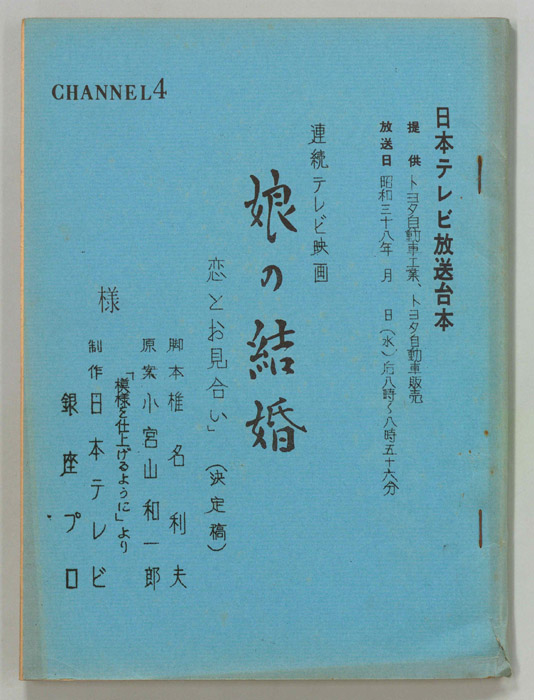 CHANNEL4
日本テレビ放送台本
提供 トヨタ自動車工業、トヨタ自動車販売
放送日 昭和三十八年 月 日(水)后八時〜八時五十六分
連続テレビ映画
娘の結婚
恋とお見合い」 (決定稿)
脚本 椎名利夫
原案 小宮山和一郎
「模様を仕上げるように」より
制作 日本テレビ
銀座プロ
様